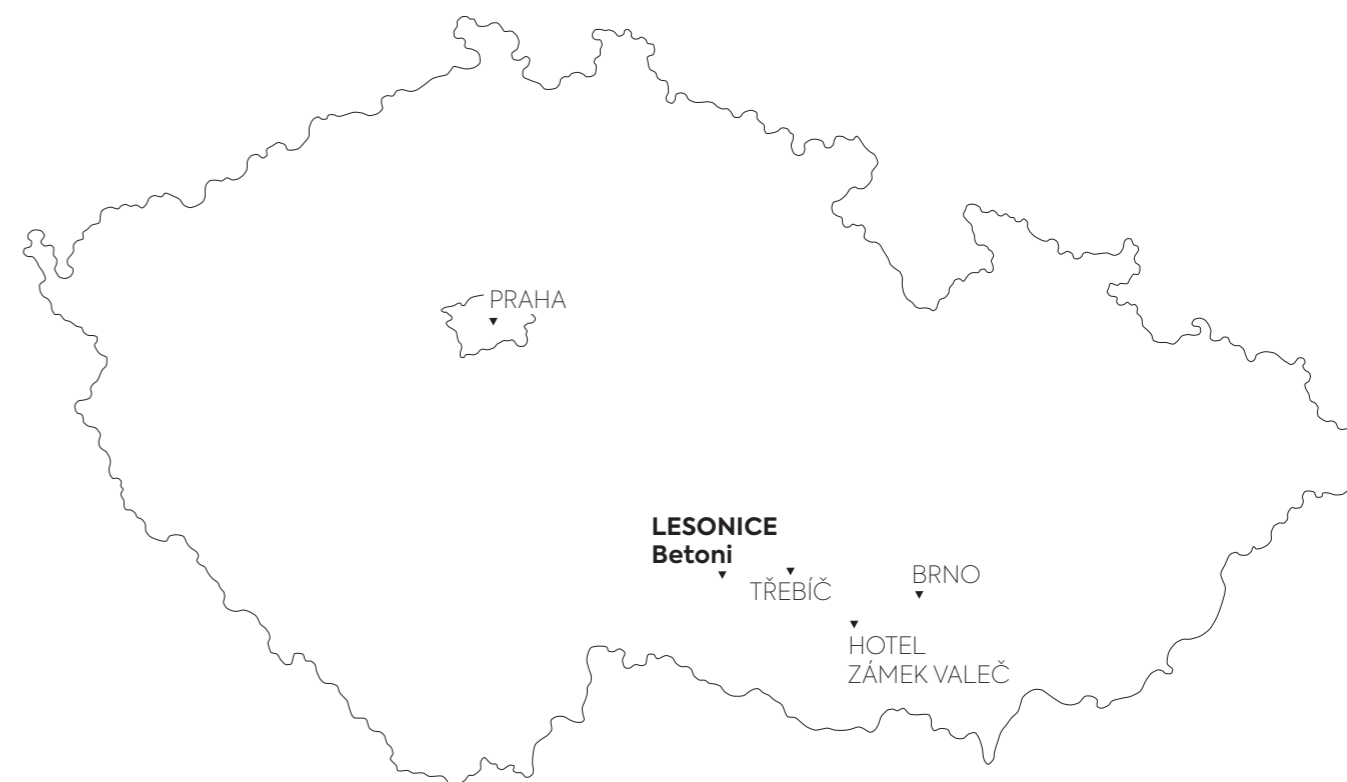 PRAHA
LESONICE
Betoni
TŘEBÍČ
BRNO
HOTEL
ZÁMEK VALEČ